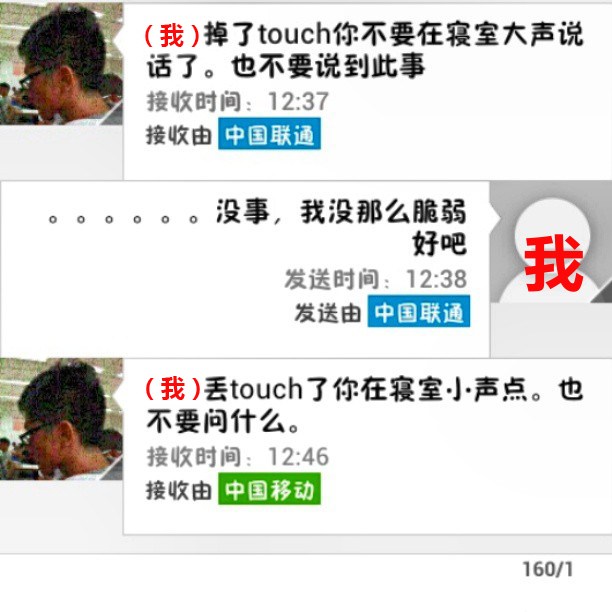 （我）掉了touch你不要在寝室大声说
话了。也不要说到此事
接收时间：12:37
接收由 中国联通
。。。。。。没事，我没那么脆弱
好吧
我
发送时间：12:38
发送由 中国联通
（我）丢touch了你在寝室小声点。也
不要问什么。
接收时间：12:46
接收由 中国移动
160/1